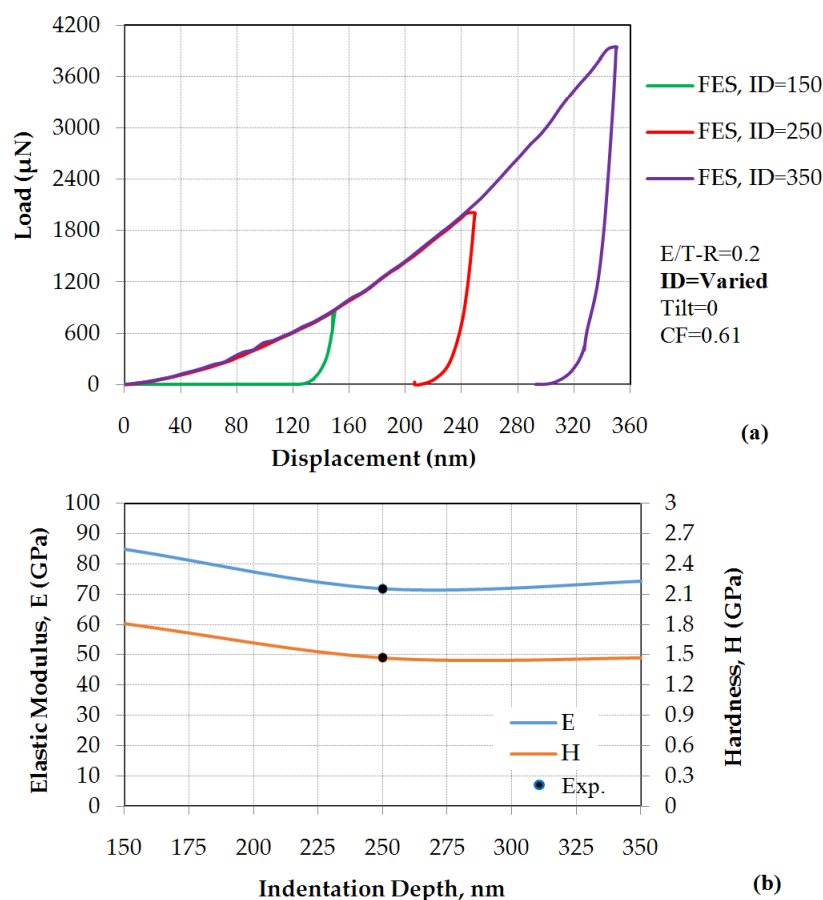 4200
3600
3000
2400
1800
1200
600
0
Load (µN)
0 40 80 120 160 200 240 280 320 360
Displacement (nm)
FES, ID=150
FES, ID=250
FES, ID=350
E/T-R=0.2
ID=Varied
Tilt=0
CF=0.61
(a)
100
90
80
70
60
50
40
30
20
10
0
Elastic Modulus, E (GPa)
3
2.7
2.4
2.1
1.8
1.5
1.2
0.9
0.6
0.3
0
Hardness, H (GPa)
E
H
Exp.
150 175 200 225 250 275 300 325 350
Indentation Depth, nm
(b)